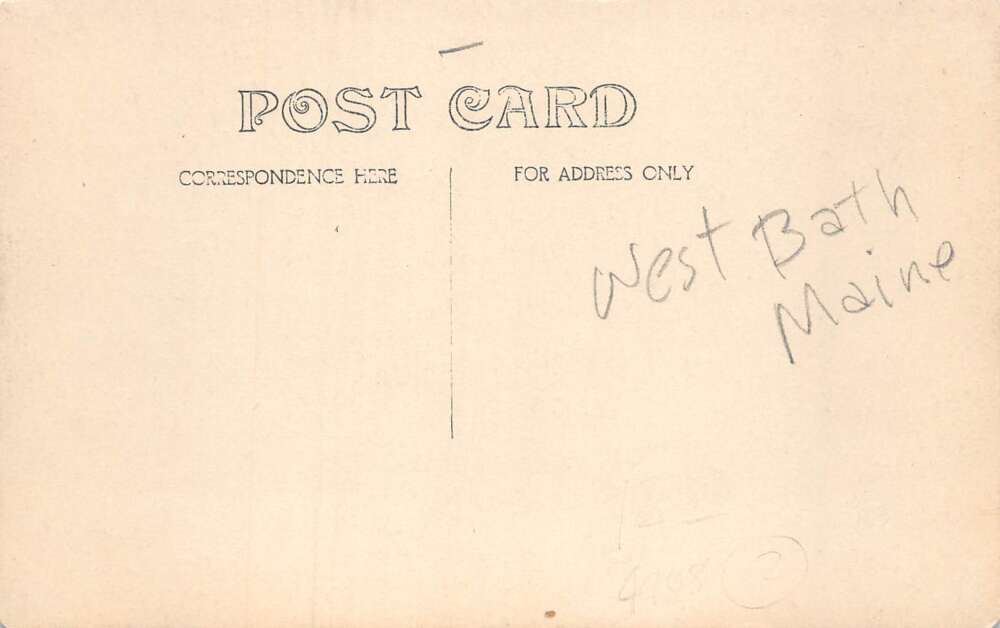 POST CARD
CORRESPONDENCE HERE
FOR ADDRESS ONLY
West Bath
Maine